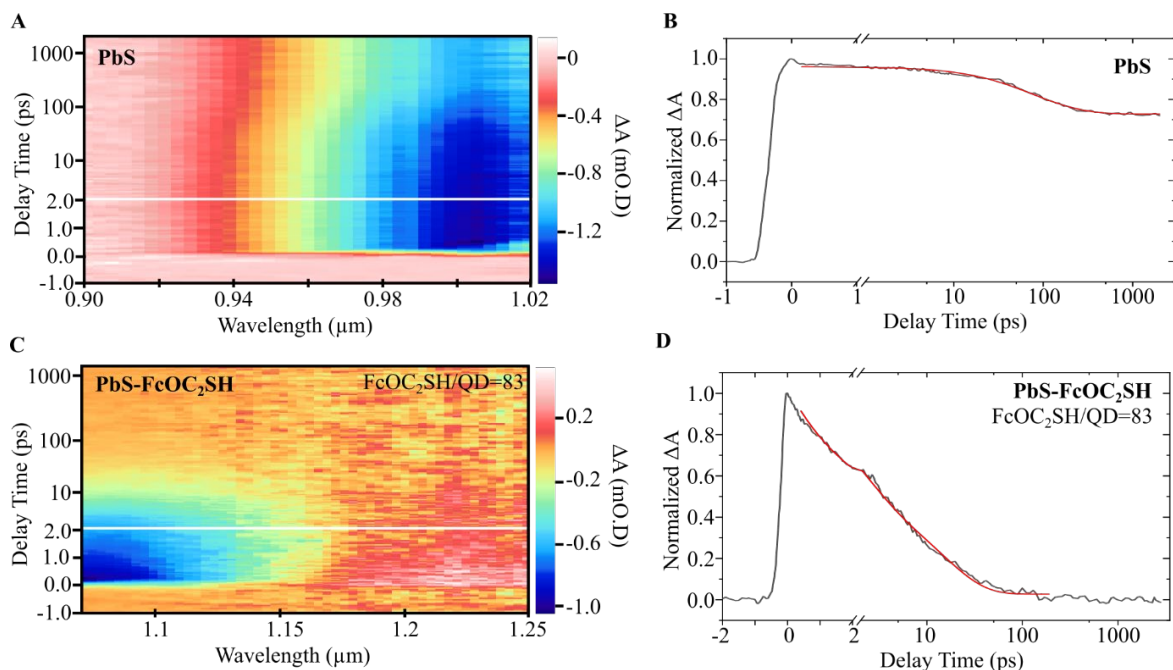 A
PbS
1000
100
10
2.0
1.0
0.0
-1.0
Delay Time (ps)
0.90
0.94
0.98
1.02
Wavelength (µm)
0
-0.4
-0.8
-1.2
ΔA (mO.D)
B
PbS
1.0
0.8
0.6
0.4
0.2
0.0
Normalized ΔA
-1
0
1
10
100
1000
Delay Time (ps)
C
PbS-FcOC₂SH
FcOC₂SH/QD=83
1000
100
10
2.0
1.0
0.0
-1.0
Delay Time (ps)
1.1
1.15
1.2
1.25
Wavelength (µm)
0.2
-0.2
-0.6
-1.0
ΔA (mO.D)
D
PbS-FcOC₂SH
FcOC₂SH/QD=83
1.0
0.8
0.6
0.4
0.2
0.0
Normalized ΔA
-2
0
2
10
100
1000
Delay Time (ps)